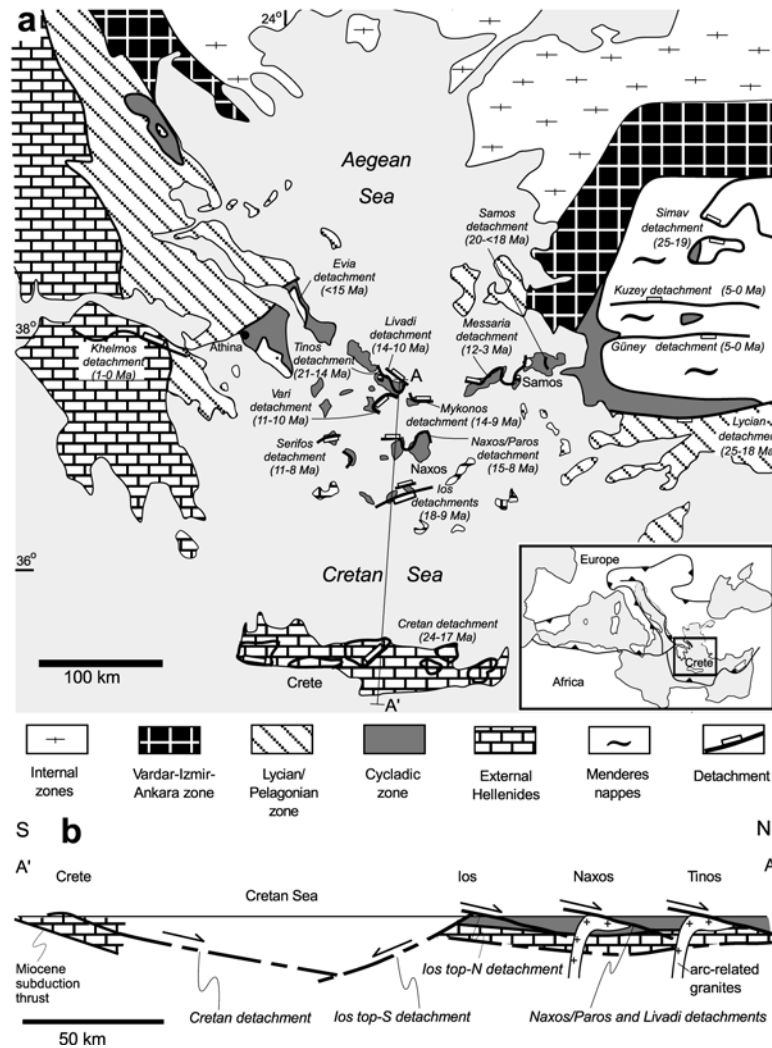 a
24°
Aegean
Sea
Samos
detachment
(20-<18 Ma)
Simav
detachment
(25-19)
Evia
detachment
(<15 Ma)
Kuzey detachment (5-0 Ma)
Livadi
detachment
(14-10 Ma)
Messaria
detachment
(12-3 Ma)
38°
Athina
Tinos
detachment
(21-14 Ma)
Güney detachment (5-0 Ma)
Khelmos
detachment
(1-0 Ma)
A
Samos
Vari
detachment
(11-10 Ma)
Mykonos
detachment (14-9 Ma)
Lycian
detachment
(25-18 Ma)
Serifos
detachment
(11-8 Ma)
Naxos/Paros
detachment
(15-8 Ma)
Naxos
Ios
detachments
(18-9 Ma)
36°
Cretan Sea
Europe
Africa
Crete
Cretan detachment
(24-17 Ma)
100 km
Crete
A'
Internal
zones
Vardar-Izmir-
Ankara zone
Lycian/
Pelagonian
zone
Cycladic
zone
External
Hellenides
Menderes
nappes
Detachment
S
b
N
A'
A
Crete
Cretan Sea
Ios
Naxos
Tinos
Miocene
subduction
thrust
Cretan detachment
Ios top-S detachment
Ios top-N detachment
Naxos/Paros and Livadi detachments
arc-related
granites
50 km